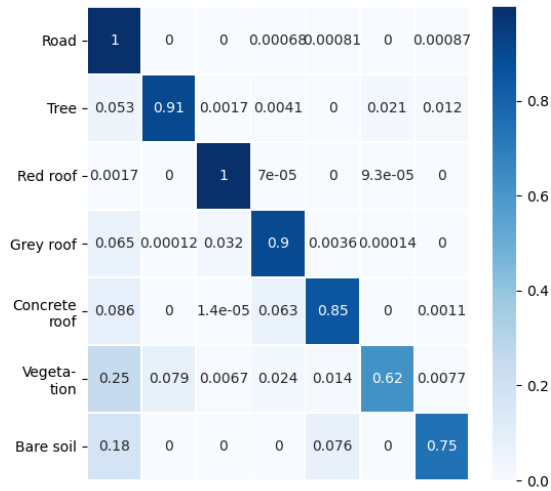 Road 1 0 0 0.00068 0.00081 0 0.00087
Tree 0.053 0.91 0.0017 0.0041 0 0.021 0.012
Red roof 0.0017 0 1 7e-05 0 9.3e-05 0
Grey roof 0.065 0.00012 0.032 0.9 0.0036 0.00014 0
Concrete
roof 0.086 0 1.4e-05 0.063 0.85 0 0.0011
Vegeta-
tion 0.25 0.079 0.0067 0.024 0.014 0.62 0.0077
Bare soil 0.18 0 0 0 0.076 0 0.75
0.8
0.6
0.4
0.2
0.0